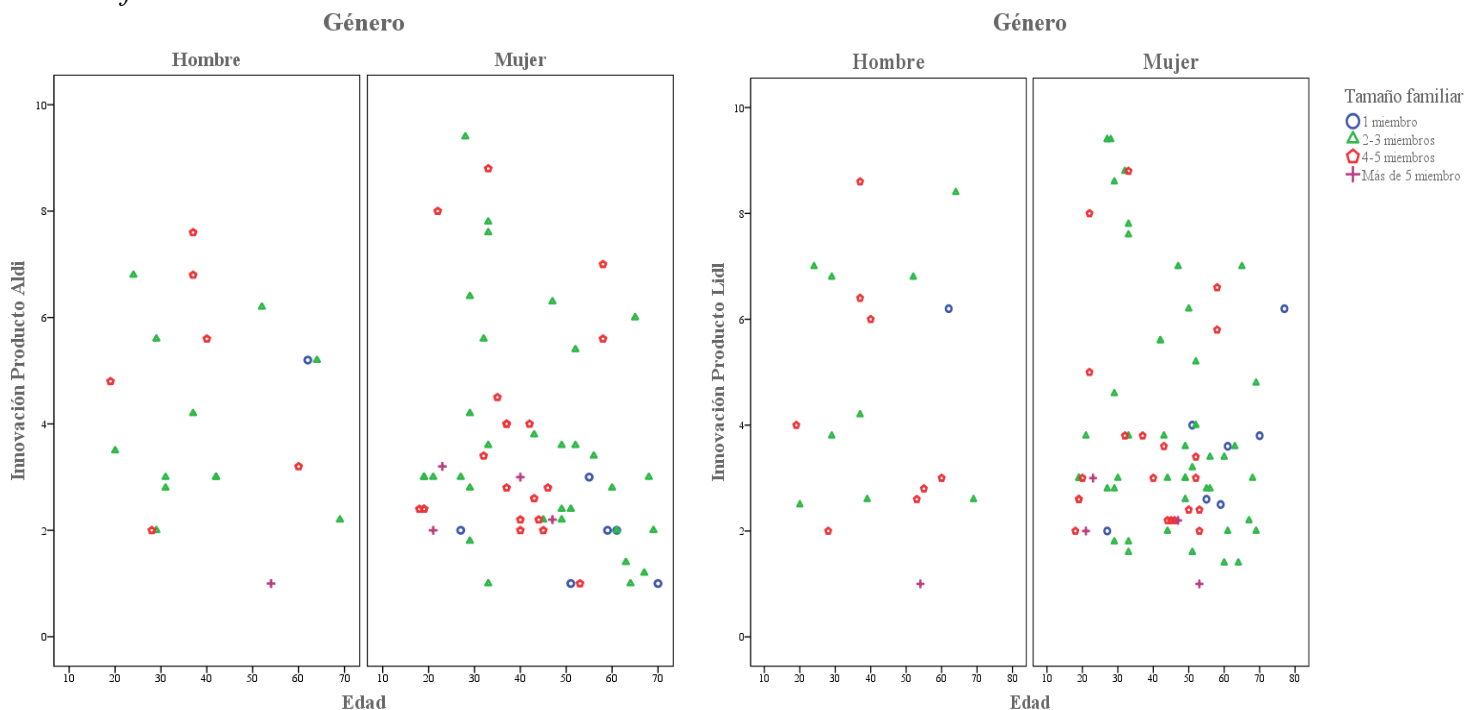 Género
Hombre
Mujer
Innovación Producto Aldi
10
8
6
4
2
0
10 20 30 40 50 60 70
10 20 30 40 50 60 70
Edad
Género
Hombre
Mujer
Innovación Producto Lidl
10
8
6
4
2
0
10 20 30 40 50 60 70 80
10 20 30 40 50 60 70 80
Edad
Tamaño familiar
1 miembro
2-3 miembros
4-5 miembros
Más de 5 miembro